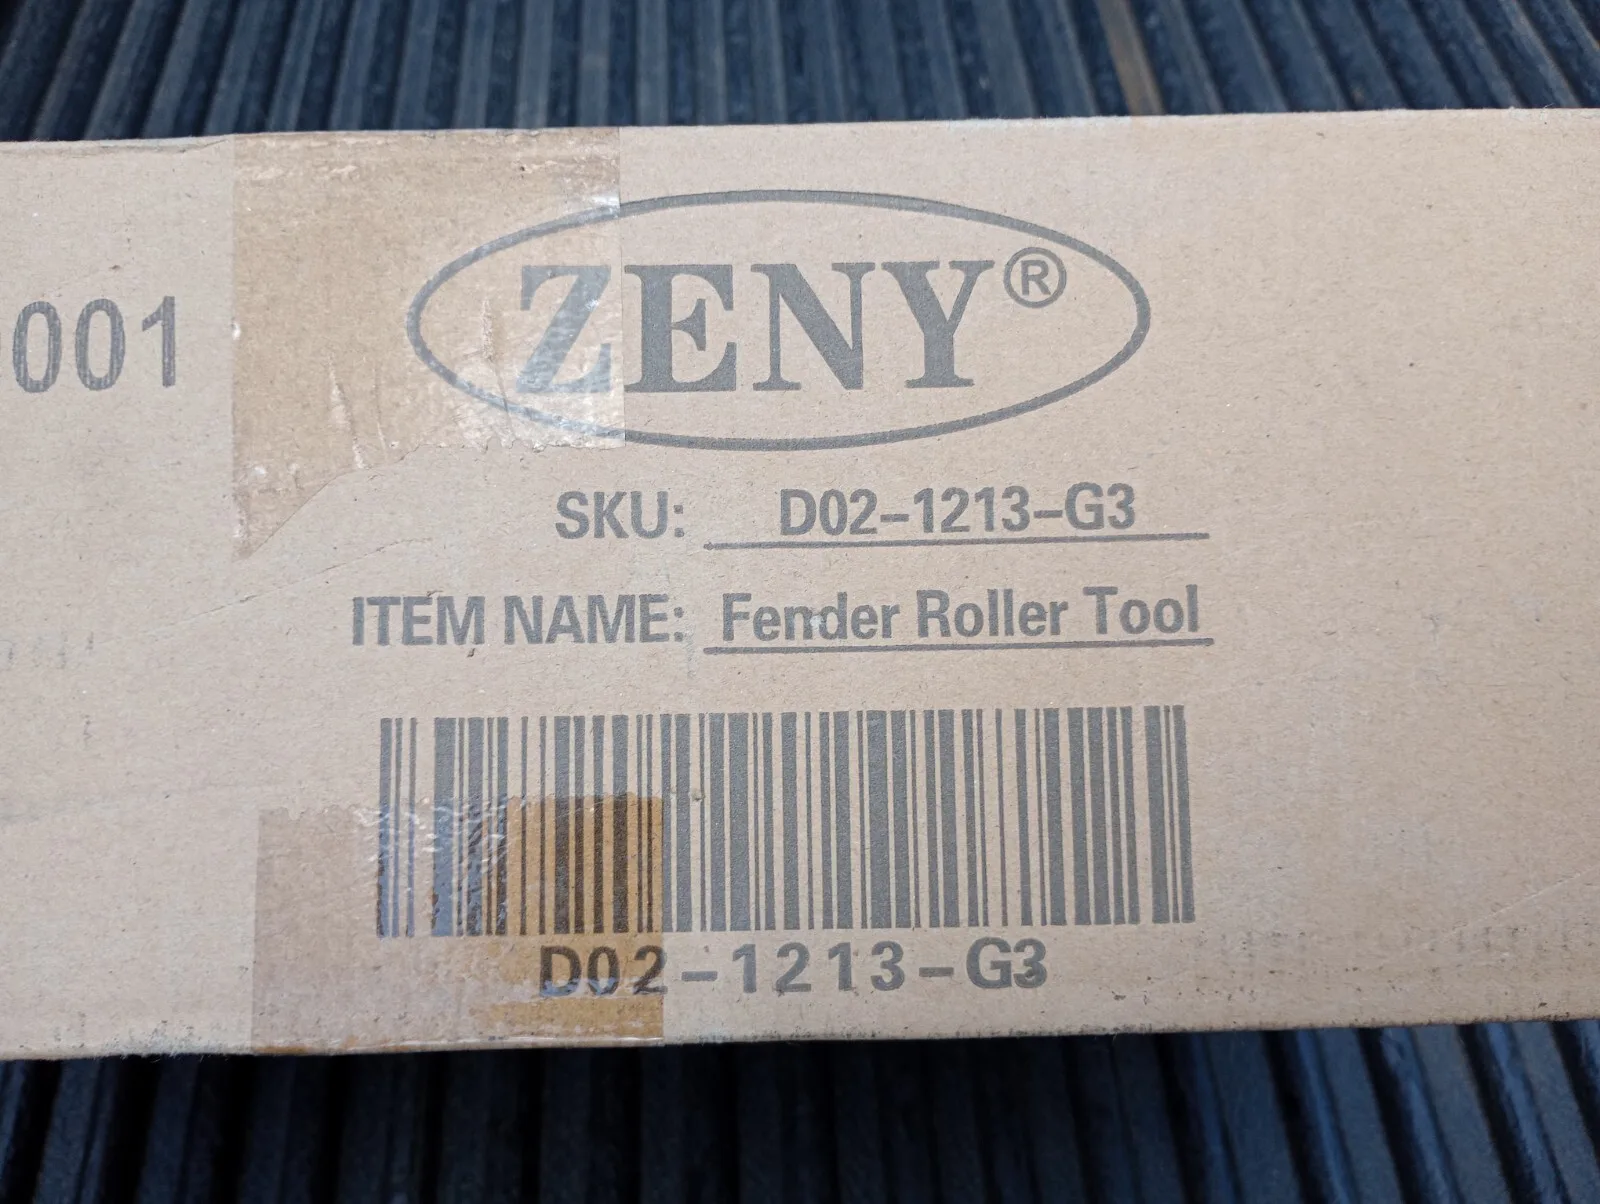 001
ZENY®
SKU: D02-1213-G3
ITEM NAME: Fender Roller Tool
D02-1213-G3